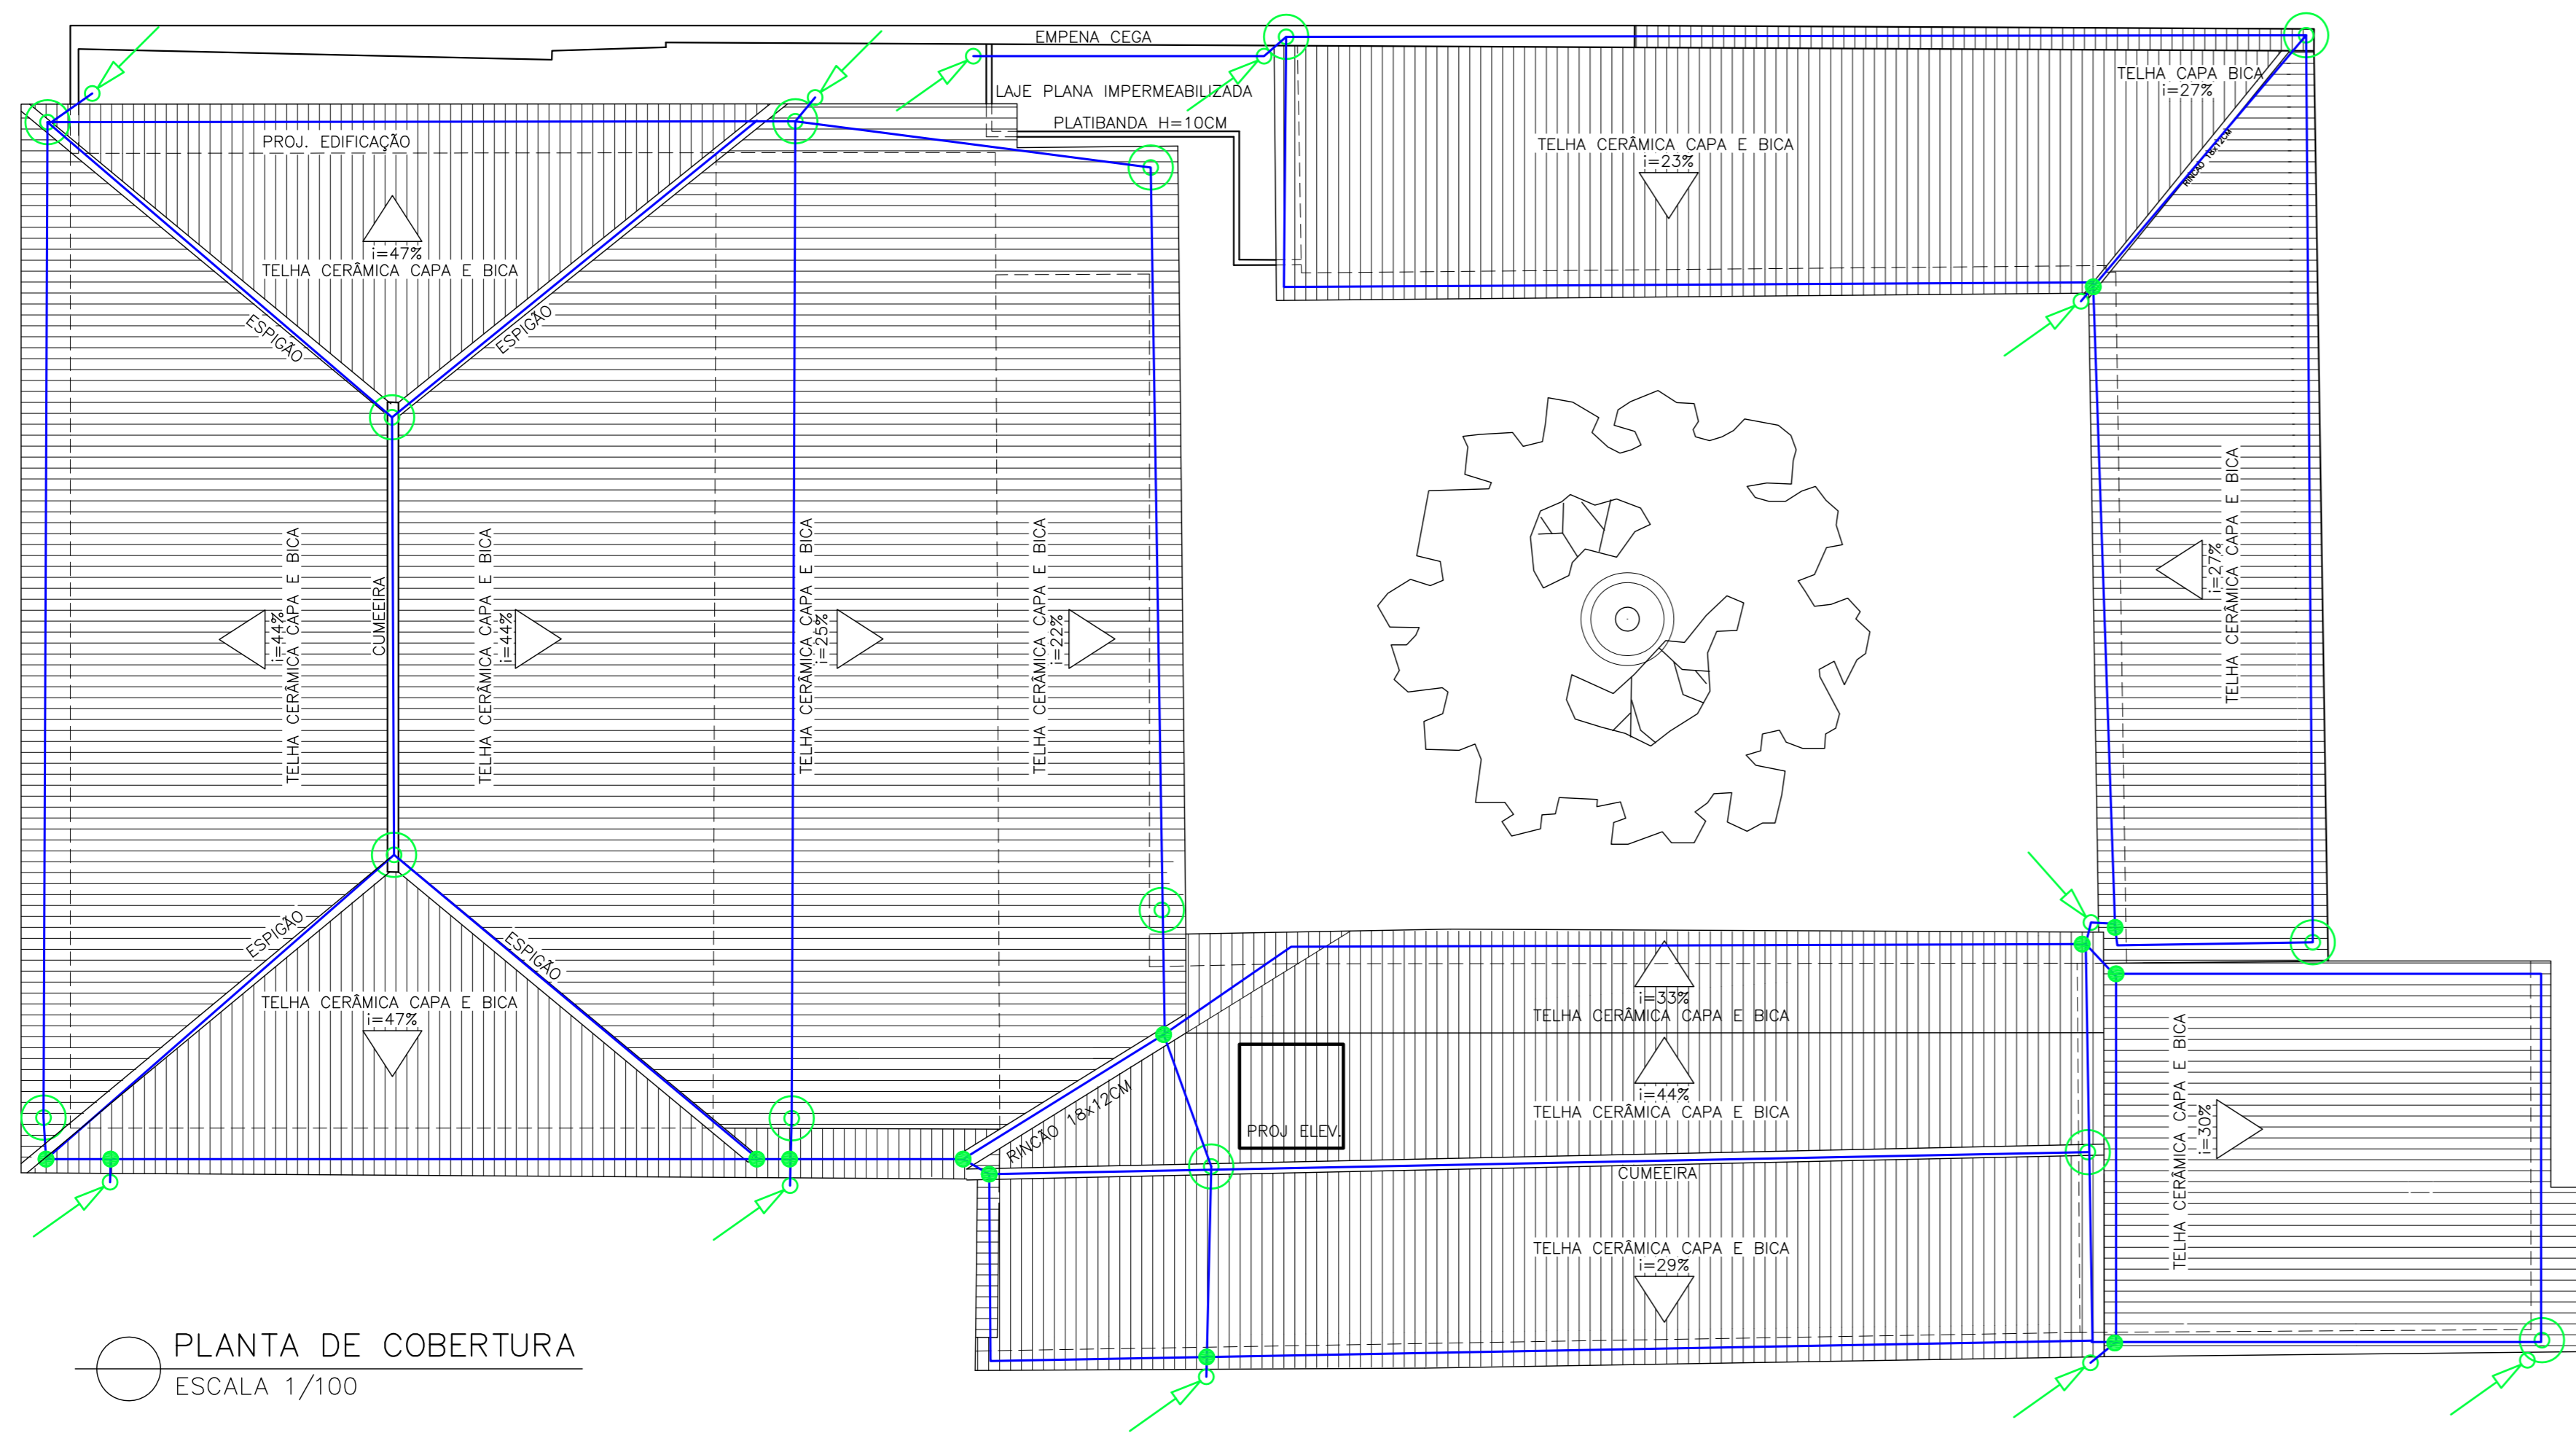 EMPENA CEGA
TELHA CAPA BICA
i=27%
LAJE PLANA IMPERMEABILIZADA
PLATIBANDA H=10CM
PROJ. EDIFICAÇÃO
TELHA CERÂMICA CAPA E BICA
i=23%
RINCÃO 18x12CM
i=47%
TELHA CERÂMICA CAPA E BICA
ESPIGÃO
ESPIGÃO
i=44%
TELHA CERÂMICA CAPA E BICA
CUMEEIRA
TELHA CERÂMICA CAPA E BICA
i=44%
TELHA CERÂMICA CAPA E BICA
i=25%
TELHA CERÂMICA CAPA E BICA
i=22%
i=27%
TELHA CERÂMICA CAPA E BICA
ESPIGÃO
ESPIGÃO
TELHA CERÂMICA CAPA E BICA
i=47%
i=33%
TELHA CERÂMICA CAPA E BICA
i=44%
TELHA CERÂMICA CAPA E BICA
PROJ ELEV.
RINCÃO 18x12CM
CUMEEIRA
TELHA CERÂMICA CAPA E BICA
i=30%
TELHA CERÂMICA CAPA E BICA
i=29%
PLANTA DE COBERTURA
ESCALA 1/100